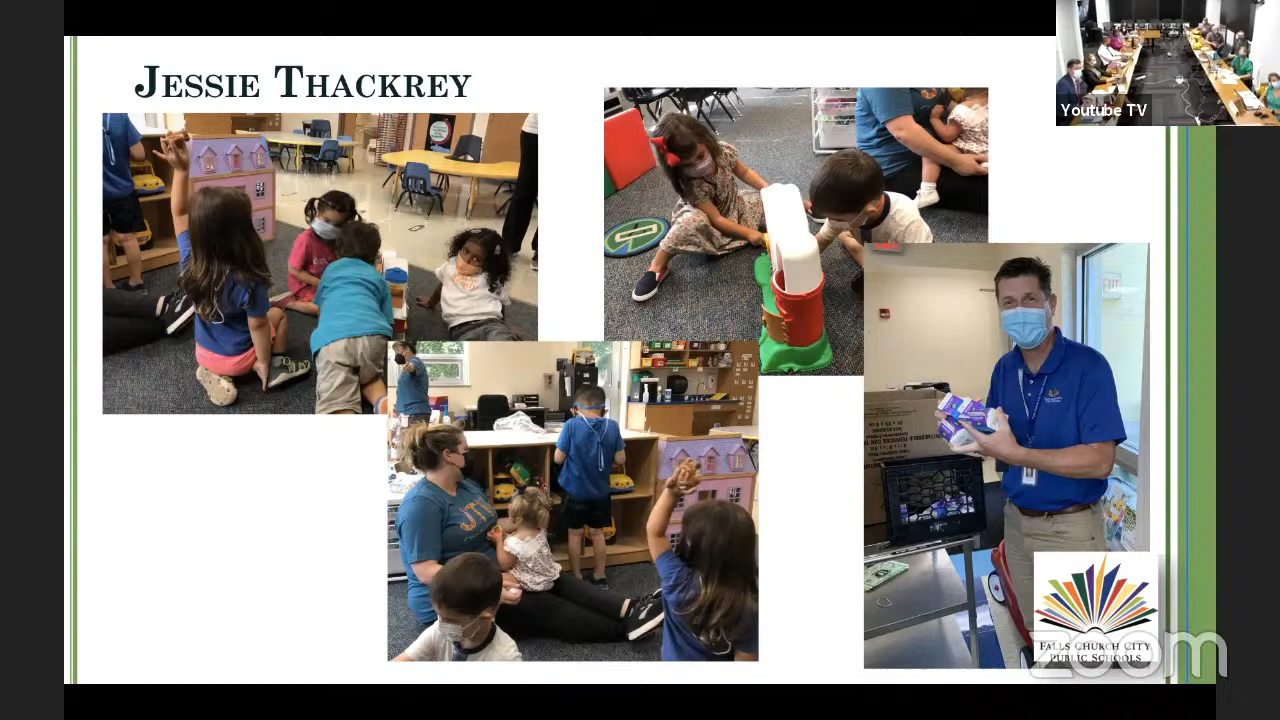 JESSIE THACKREY
Youtube TV
FALLS CHURCH CITY
PUBLIC SCHOOLS
zoom